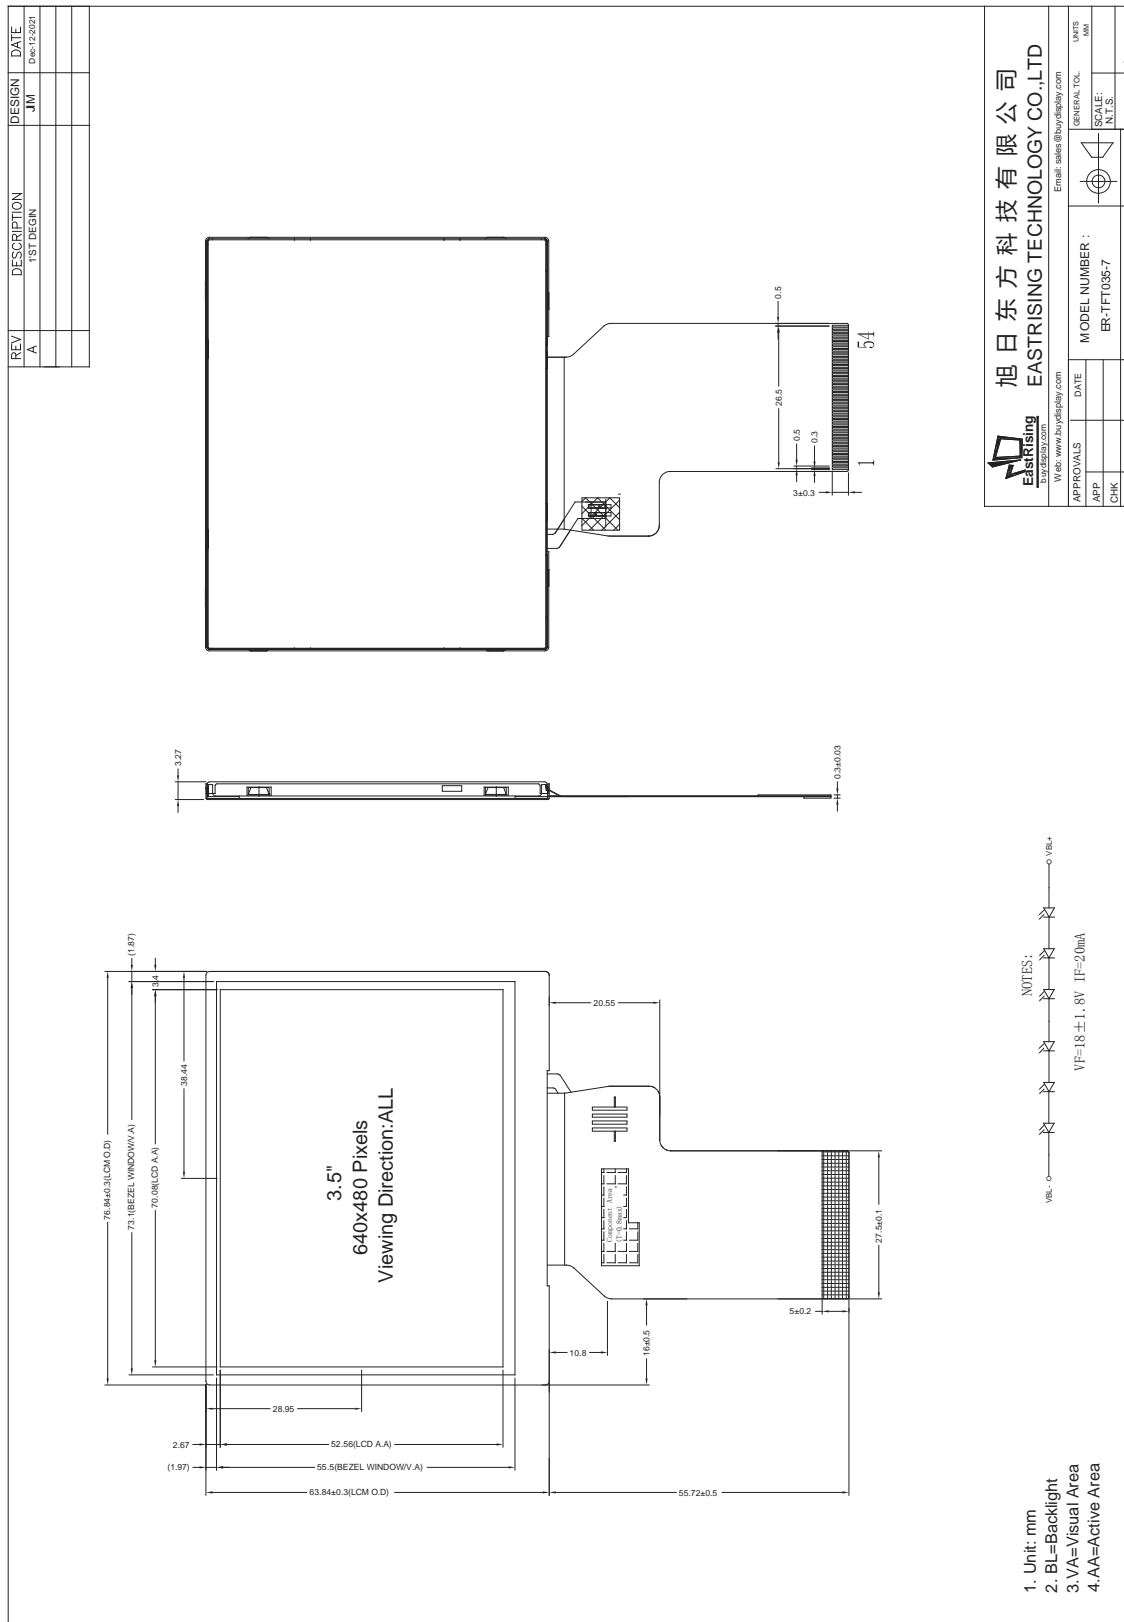 REV DESCRIPTION DESIGN DATE
A 1'ST DEGIN JIM Dec-12-2021
0.5
26.5
0.5
0.3
3±0.3
1 54
3.27
0.3±0.03
76.84±0.3(LCM O.D)
73.1(BEZEL WINDOW/V.A)
(1.87)
70.08(LCD A.A)
3.4
38.44
3.5"
640x480 Pixels
Viewing Direction:ALL
28.95
2.67
52.56(LCD A.A)
(1.97)
55.5(BEZEL WINDOW/V.A)
63.84±0.3(LCM O.D)
55.72±0.5
20.55
10.8
16±0.5
Component Area
(T=0.8max)
5±0.2
27.5±0.1
NOTES:
VBL- VBL+
VF=18±1.8V IF=20mA
1. Unit: mm
2. BL=Backlight
3.VA=Visual Area
4.AA=Active Area
EastRising
buydisplay.com
旭日东方科技有限公司
EASTRISING TECHNOLOGY CO.,LTD
Web: www.buydisplay.com Email: sales@buydisplay.com
APPROVALS DATE
APP
CHK
MODEL NUMBER :
ER-TFT035-7
GENERAL TOL. UNITS
MM
SCALE:
N.T.S.